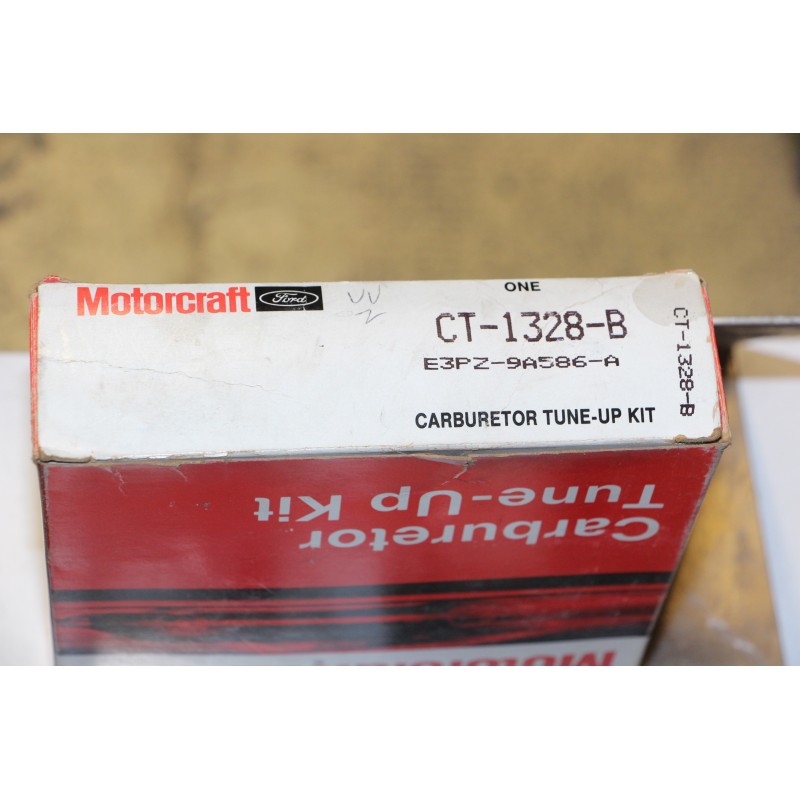 Motorcraft Ford
ONE
CT-1328-B
E3PZ-9A586-A
CARBURETOR TUNE-UP KIT
CT-1328-B
Carburetor
Tune-Up Kit